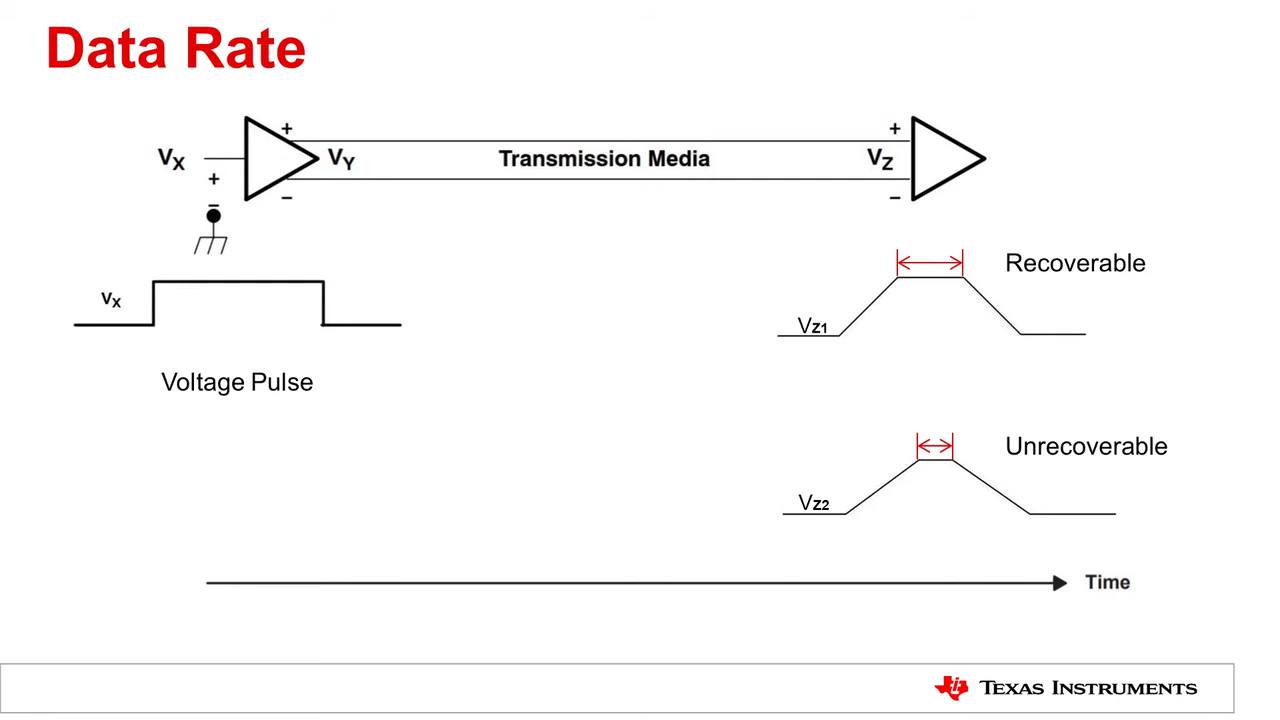 Data Rate
+
+
VX
VY
Transmission Media
VZ
+
–
–
–
Recoverable
VX
VZ1
Voltage Pulse
Unrecoverable
VZ2
Time
TEXAS INSTRUMENTS